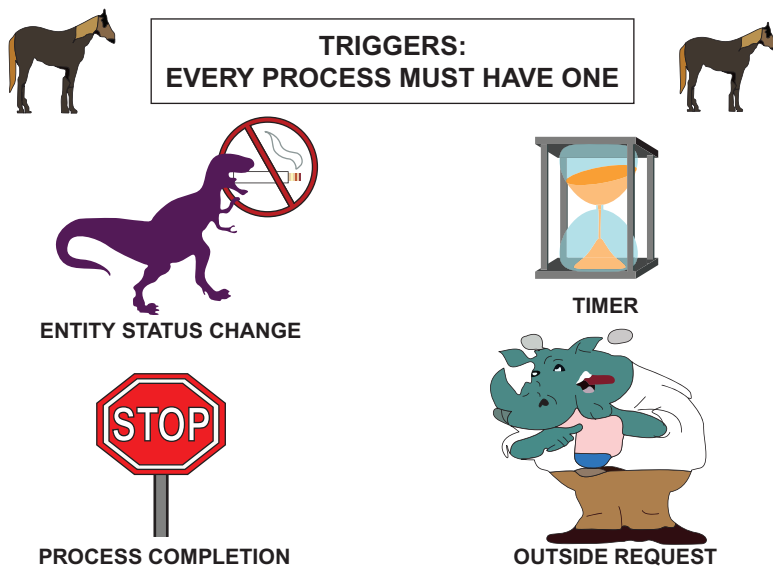 TRIGGERS:
EVERY PROCESS MUST HAVE ONE
ENTITY STATUS CHANGE
TIMER
STOP
PROCESS COMPLETION
OUTSIDE REQUEST